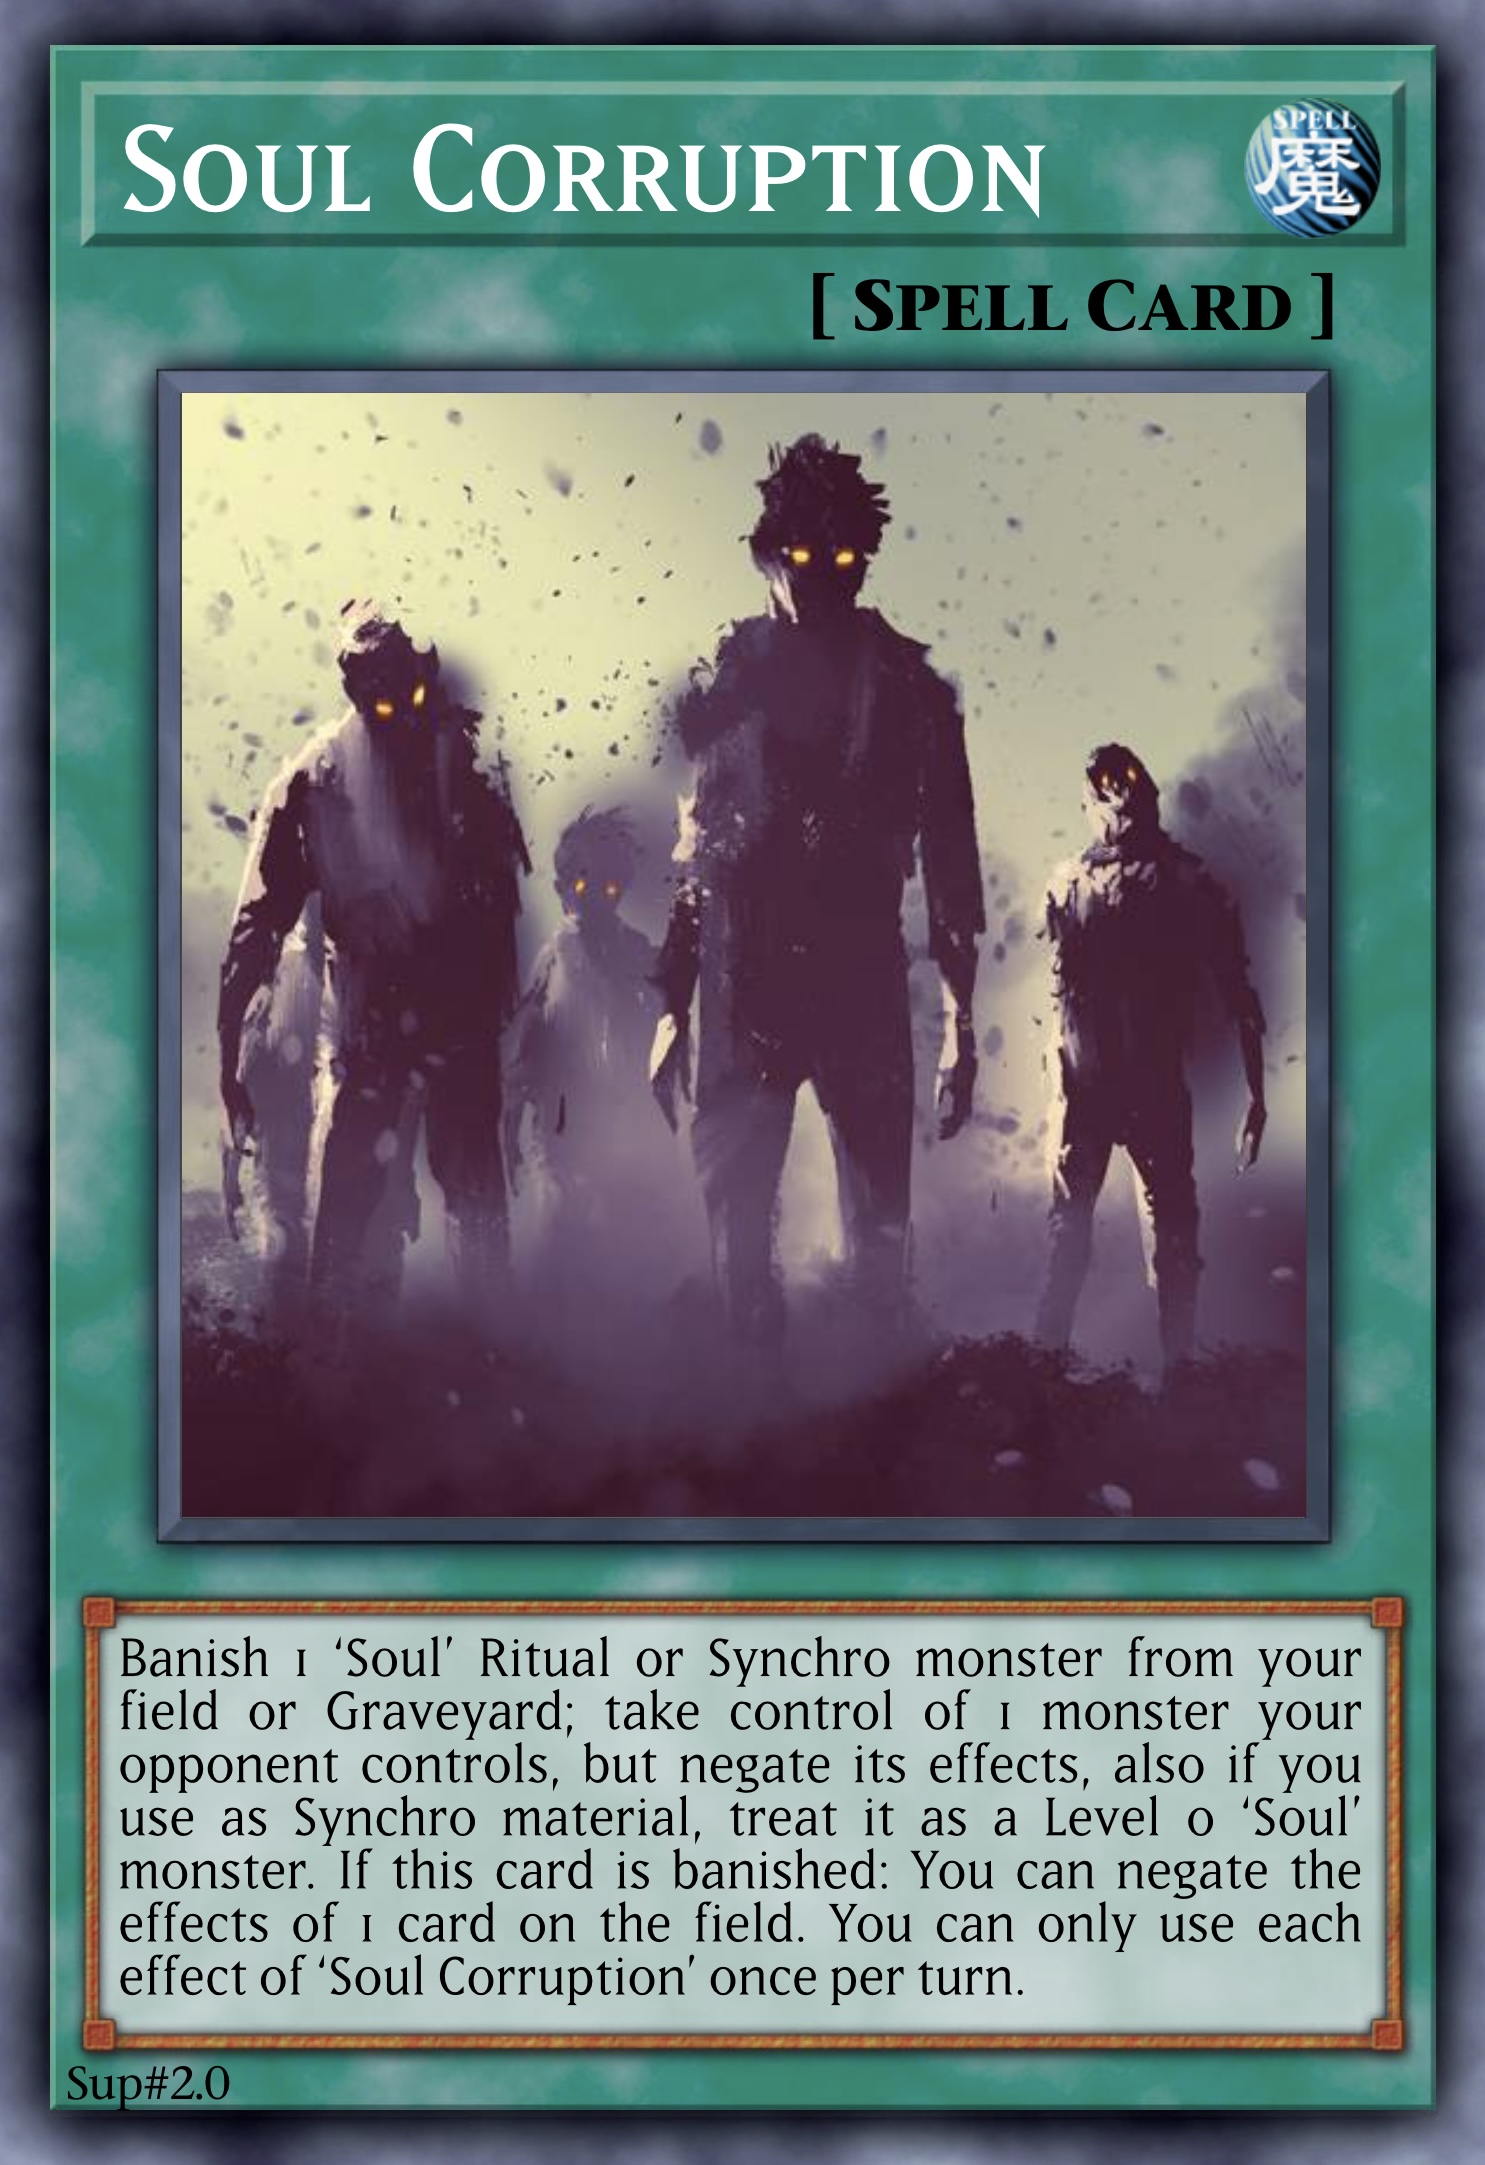 SOUL CORRUPTION
SPELL
魔
[ SPELL CARD ]
Banish 1 ‘Soul’ Ritual or Synchro monster from your
field or Graveyard; take control of 1 monster your
opponent controls, but negate its effects, also if you
use as Synchro material, treat it as a Level 0 ‘Soul’
monster. If this card is banished: You can negate the
effects of 1 card on the field. You can only use each
effect of ‘Soul Corruption’ once per turn.
Sup#2.0